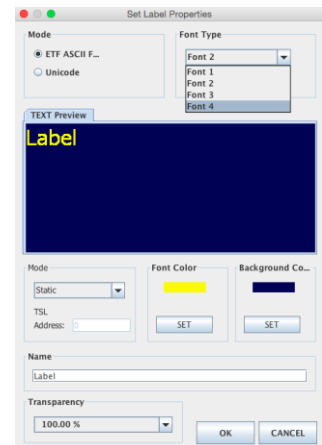 Set Label Properties
Mode
Font Type
ETF ASCII F...
Font 2
Unicode
Font 1
Font 2
Font 3
Font 4
TEXT Preview
Label
Mode
Font Color
Background Co...
Static
TSL
Address: 0
SET
SET
Name
Label
Transparency
100.00 %
OK
CANCEL